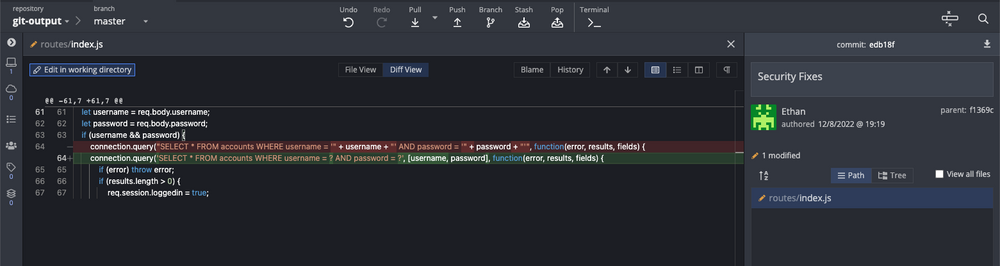 repository
git-output
branch
master
Undo
Redo
Pull
Push
Branch
Stash
Pop
Terminal
routes/index.js
commit: edb18f
Edit in working directory
File View
Diff View
Blame
History
Security Fixes
Ethan
authored 12/8/2022 @ 19:19
parent: f1369c
1 modified
Path
Tree
View all files
routes/index.js
1
0
0
0
@@ -61,7 +61,7 @@
61 61 let username = req.body.username;
62 62 let password = req.body.password;
63 63 if (username && password) {
64 - connection.query("SELECT * FROM accounts WHERE username = '" + username + "' AND password = '" + password + "'", function(error, results, fields) {
64 + connection.query('SELECT * FROM accounts WHERE username = ? AND password = ?', [username, password], function(error, results, fields) {
65 65 if (error) throw error;
66 66 if (results.length > 0) {
67 67 req.session.loggedin = true;